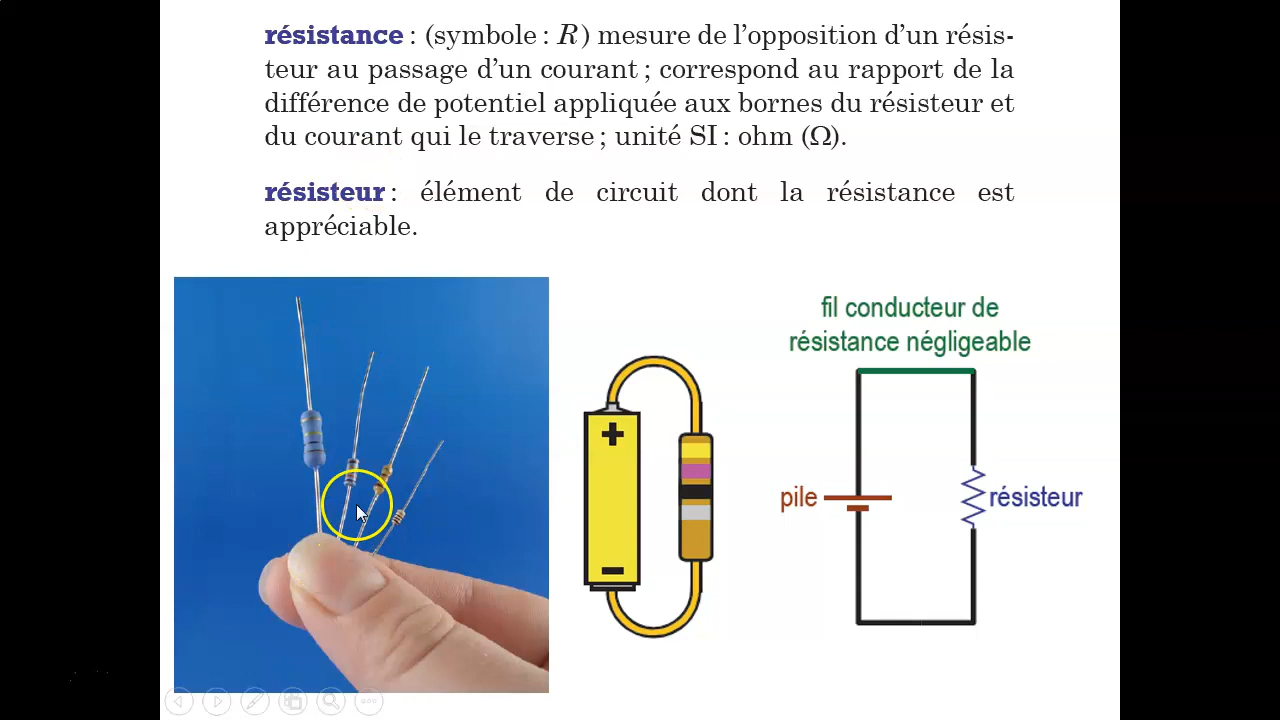 résistance : (symbole : R) mesure de l’opposition d’un résis-
teur au passage d’un courant ; correspond au rapport de la
différence de potentiel appliquée aux bornes du résisteur et
du courant qui le traverse ; unité SI : ohm (Ω).
résisteur : élément de circuit dont la résistance est
appréciable.
fil conducteur de
résistance négligeable
+
−
pile
résisteur